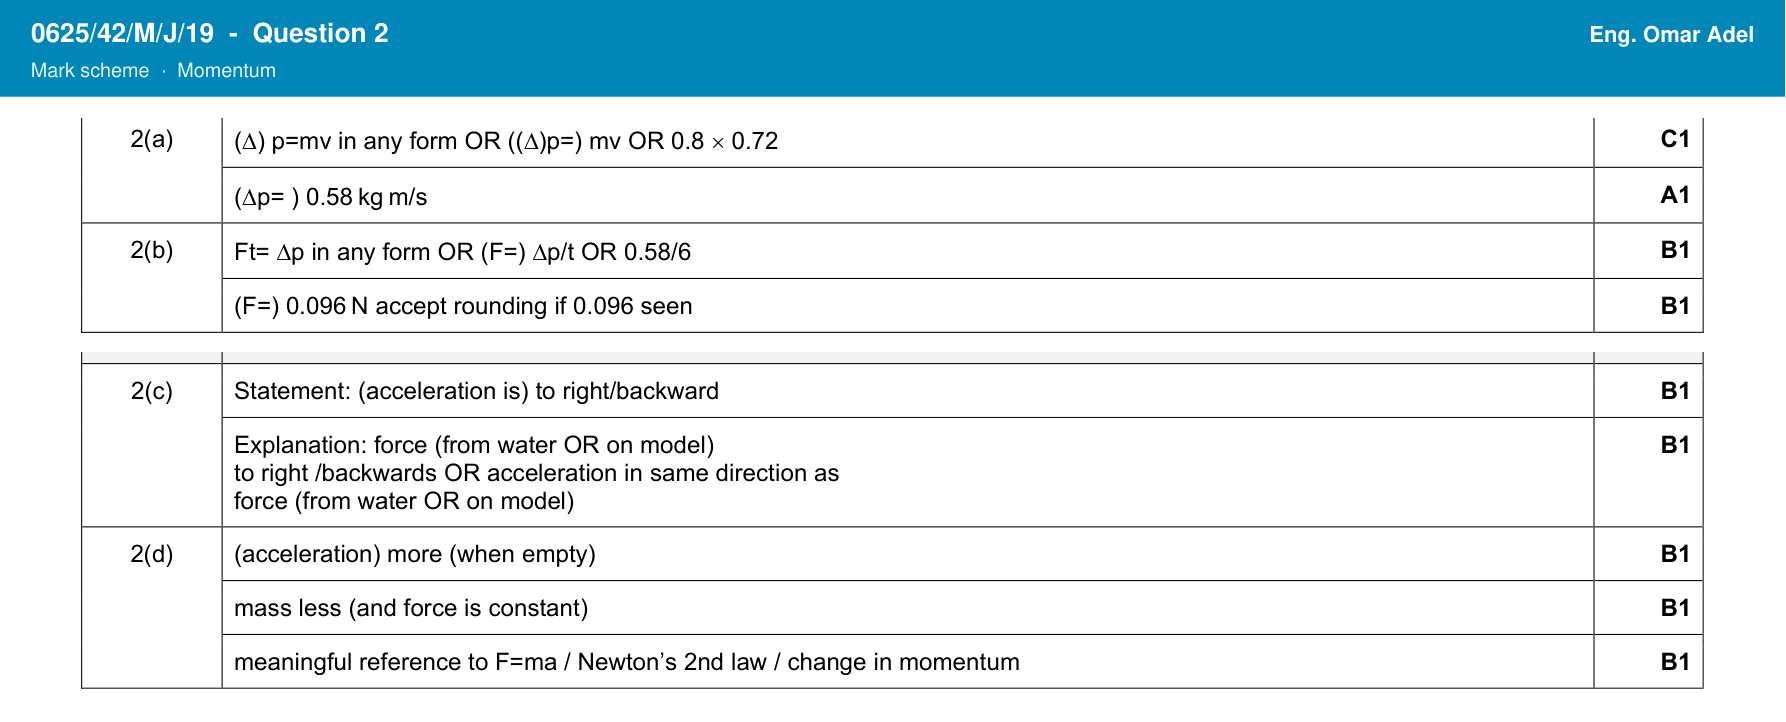 0625/42/M/J/19 - Question 2
Eng. Omar Adel
Mark scheme · Momentum
2(a)
(Δ) p=mv in any form OR ((Δ)p=) mv OR 0.8 × 0.72
C1
(Δp= ) 0.58 kg m/s
A1
2(b)
Ft= Δp in any form OR (F=) Δp/t OR 0.58/6
B1
(F=) 0.096 N accept rounding if 0.096 seen
B1
2(c)
Statement: (acceleration is) to right/backward
B1
Explanation: force (from water OR on model)
B1
to right /backwards OR acceleration in same direction as
force (from water OR on model)
2(d)
(acceleration) more (when empty)
B1
mass less (and force is constant)
B1
meaningful reference to F=ma / Newton’s 2nd law / change in momentum
B1